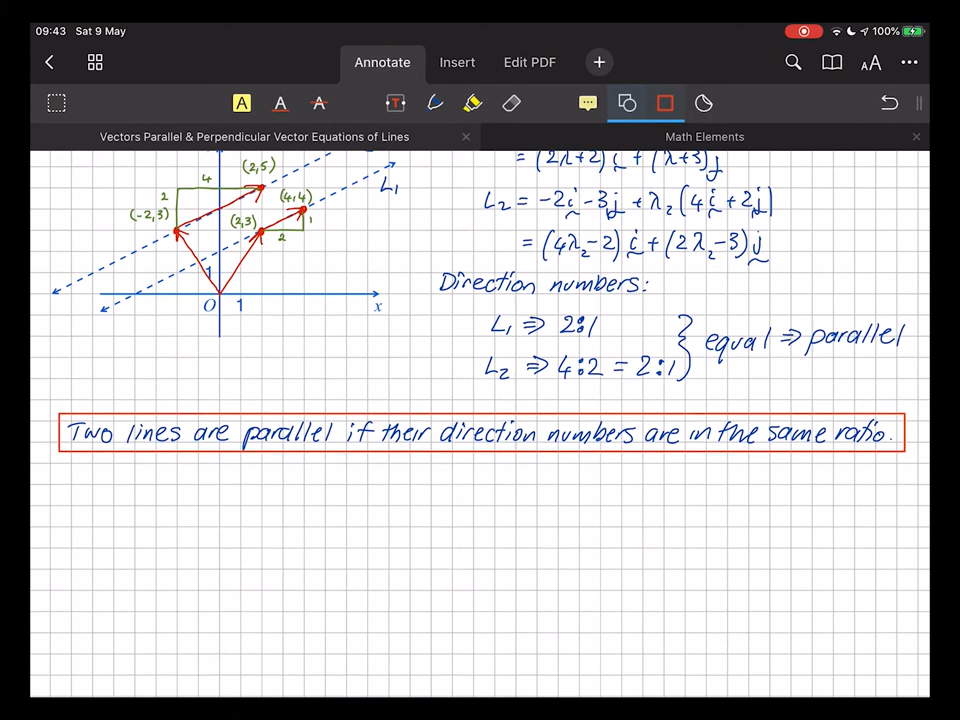 09:43 Sat 9 May
100%
Annotate Insert Edit PDF
A A T AA
Vectors Parallel & Perpendicular Vector Equations of Lines
Math Elements
(2,5)
4
2
(-2,3)
(4,4)
L₁
(2,3)
1
2
1
O 1 x
= (2λ+2) i + (λ+3) j
L₂ = -2i - 3j + λ₂ (4i + 2j)
= (4λ₂-2) i + (2λ₂-3) j
Direction numbers:
L₁ ⇒ 2:1
L₂ ⇒ 4:2 = 2:1
} equal ⇒ parallel
Two lines are parallel if their direction numbers are in the same ratio.